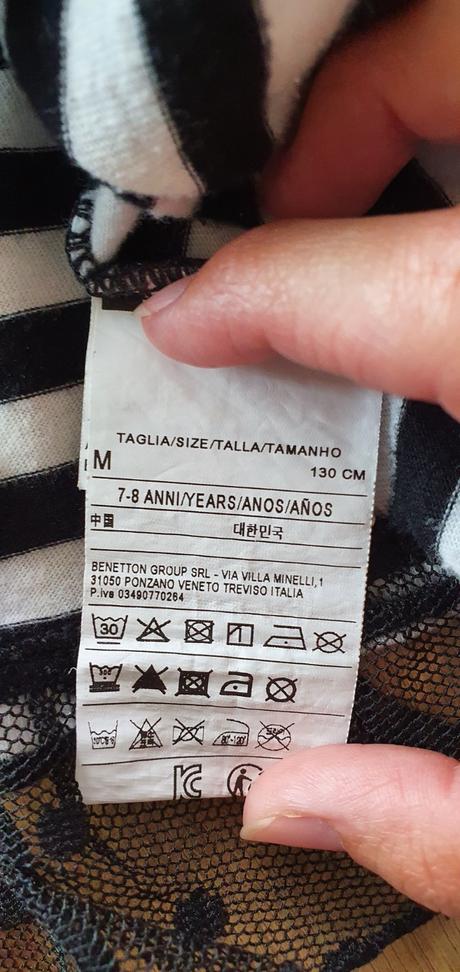 TAGLIA/SIZE/TALLA/TAMANHO
M 130 CM
7-8 ANNI/YEARS/ANOS/AÑOS
中国 대한민국
BENETTON GROUP SRL - VIA VILLA MINELLI,1
31050 PONZANO VENETO TREVISO ITALIA
P.iva 03490770264
30